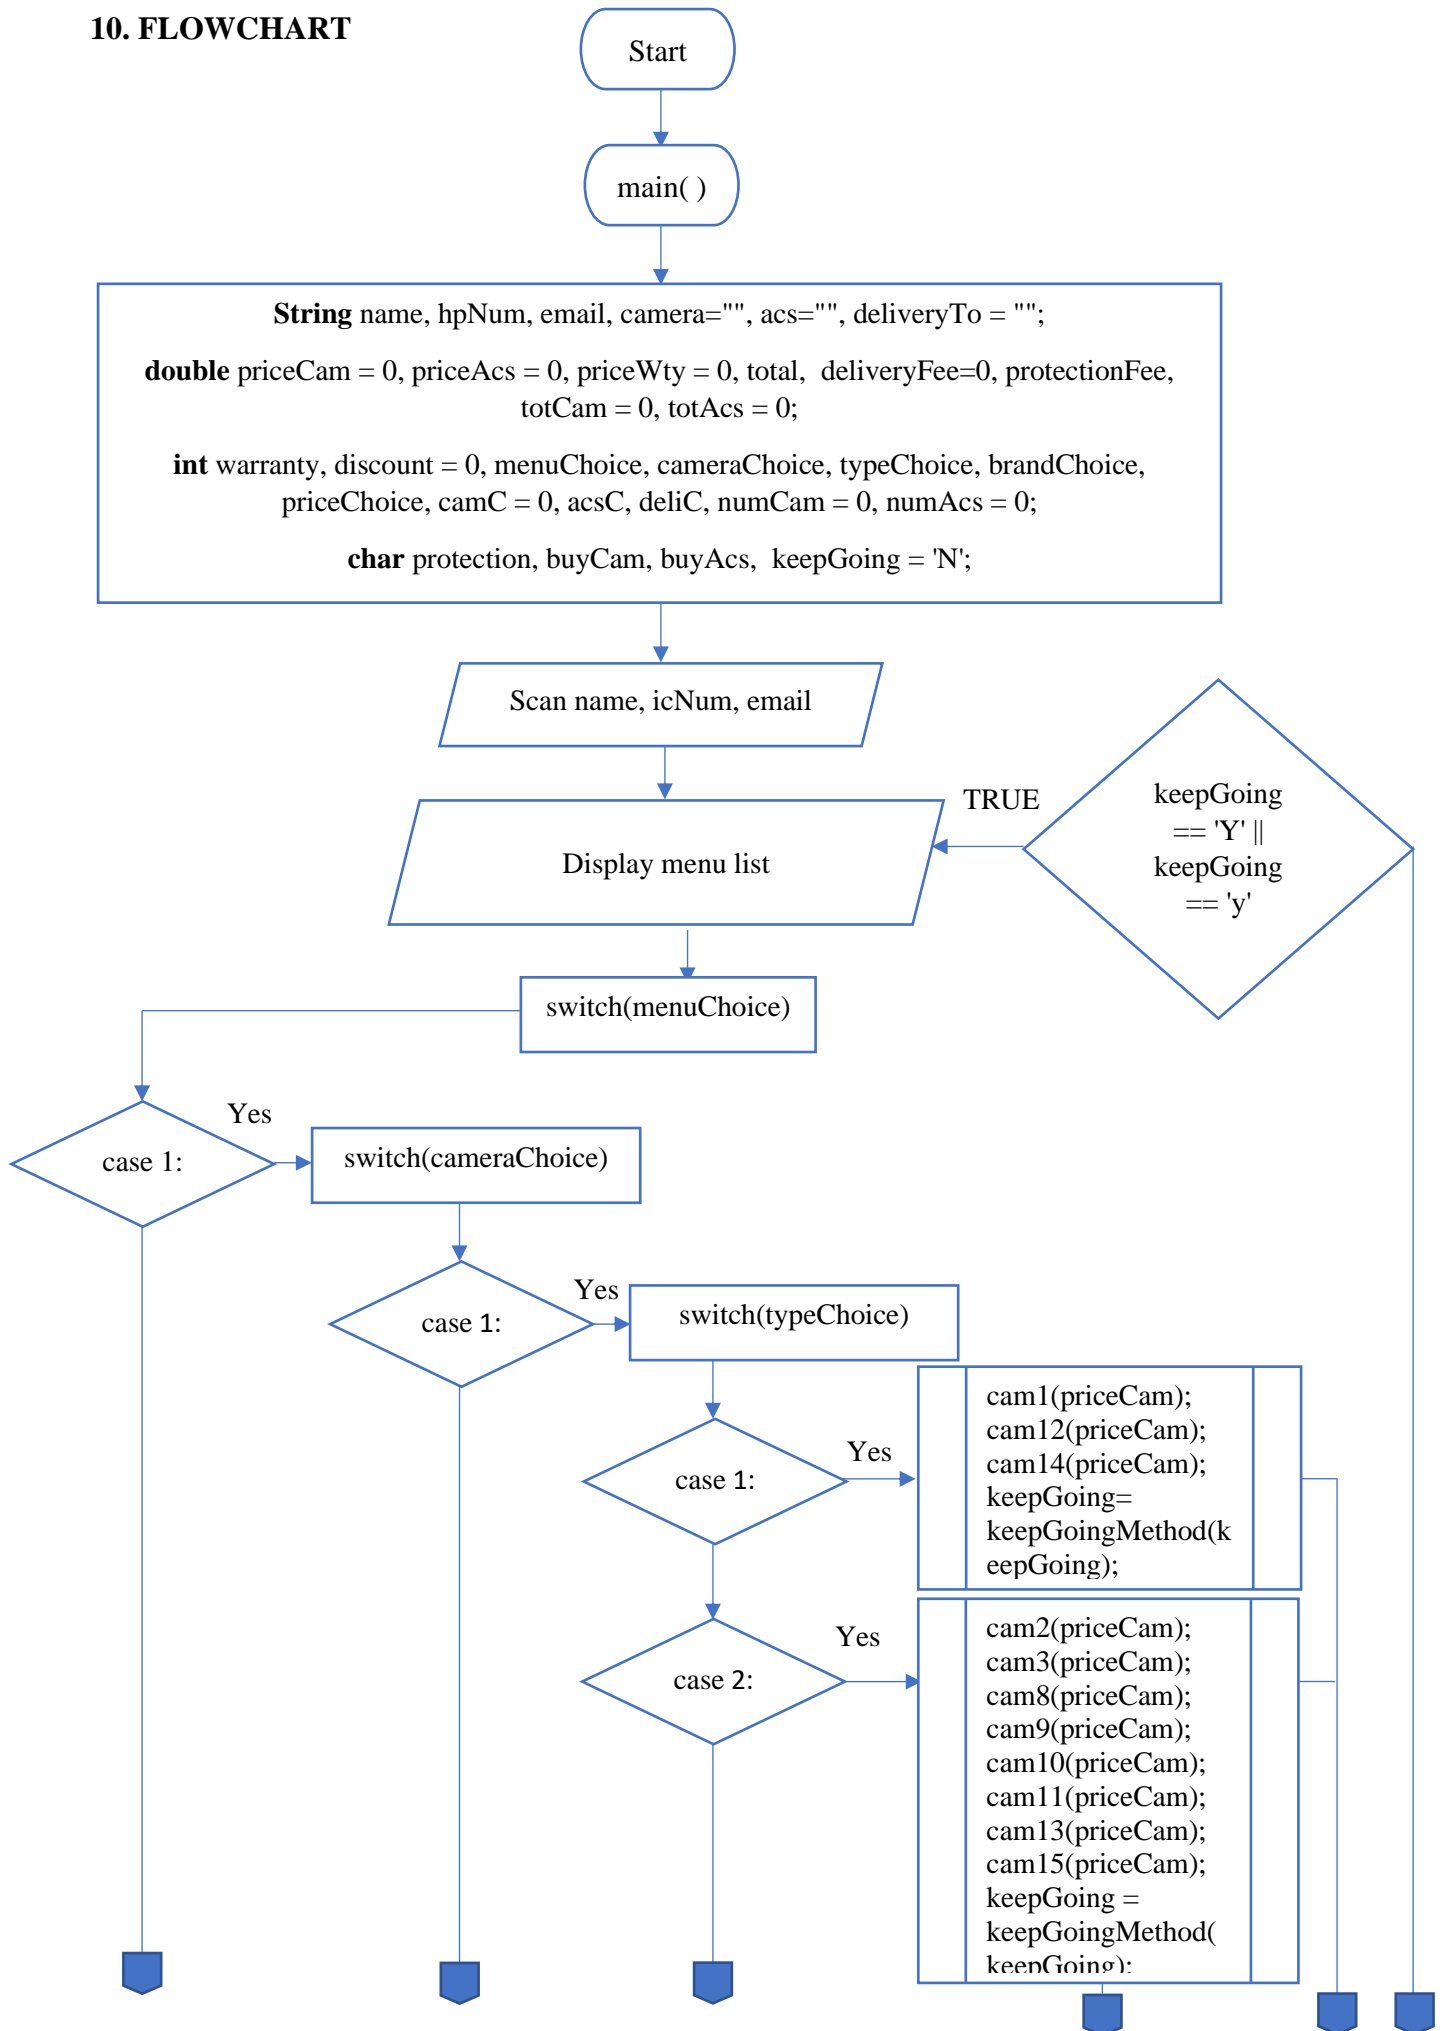 10. FLOWCHART
Start
main( )
String name, hpNum, email, camera="", acs="", deliveryTo = "";
double priceCam = 0, priceAcs = 0, priceWty = 0, total,  deliveryFee=0, protectionFee,
totCam = 0, totAcs = 0;
int warranty, discount = 0, menuChoice, cameraChoice, typeChoice, brandChoice,
priceChoice, camC = 0, acsC, deliC, numCam = 0, numAcs = 0;
char protection, buyCam, buyAcs,  keepGoing = 'N';
Scan name, icNum, email
Display menu list
TRUE
keepGoing
== 'Y' ||
keepGoing
== 'y'
switch(menuChoice)
case 1:
Yes
switch(cameraChoice)
case 1:
Yes
switch(typeChoice)
case 1:
Yes
cam1(priceCam);
cam12(priceCam);
cam14(priceCam);
keepGoing=
keepGoingMethod(k
eepGoing);
case 2:
Yes
cam2(priceCam);
cam3(priceCam);
cam8(priceCam);
cam9(priceCam);
cam10(priceCam);
cam11(priceCam);
cam13(priceCam);
cam15(priceCam);
keepGoing =
keepGoingMethod(
keepGoing);